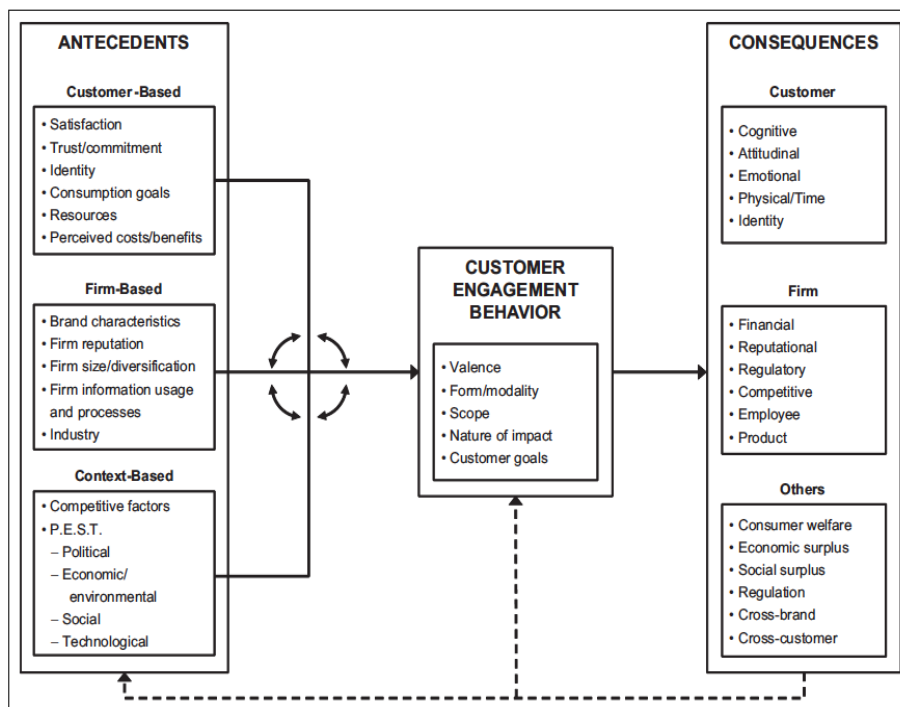 ANTECEDENTS
Customer-Based
• Satisfaction
• Trust/commitment
• Identity
• Consumption goals
• Resources
• Perceived costs/benefits
Firm-Based
• Brand characteristics
• Firm reputation
• Firm size/diversification
• Firm information usage
and processes
• Industry
Context-Based
• Competitive factors
• P.E.S.T.
– Political
– Economic/
environmental
– Social
– Technological
CUSTOMER
ENGAGEMENT
BEHAVIOR
• Valence
• Form/modality
• Scope
• Nature of impact
• Customer goals
CONSEQUENCES
Customer
• Cognitive
• Attitudinal
• Emotional
• Physical/Time
• Identity
Firm
• Financial
• Reputational
• Regulatory
• Competitive
• Employee
• Product
Others
• Consumer welfare
• Economic surplus
• Social surplus
• Regulation
• Cross-brand
• Cross-customer